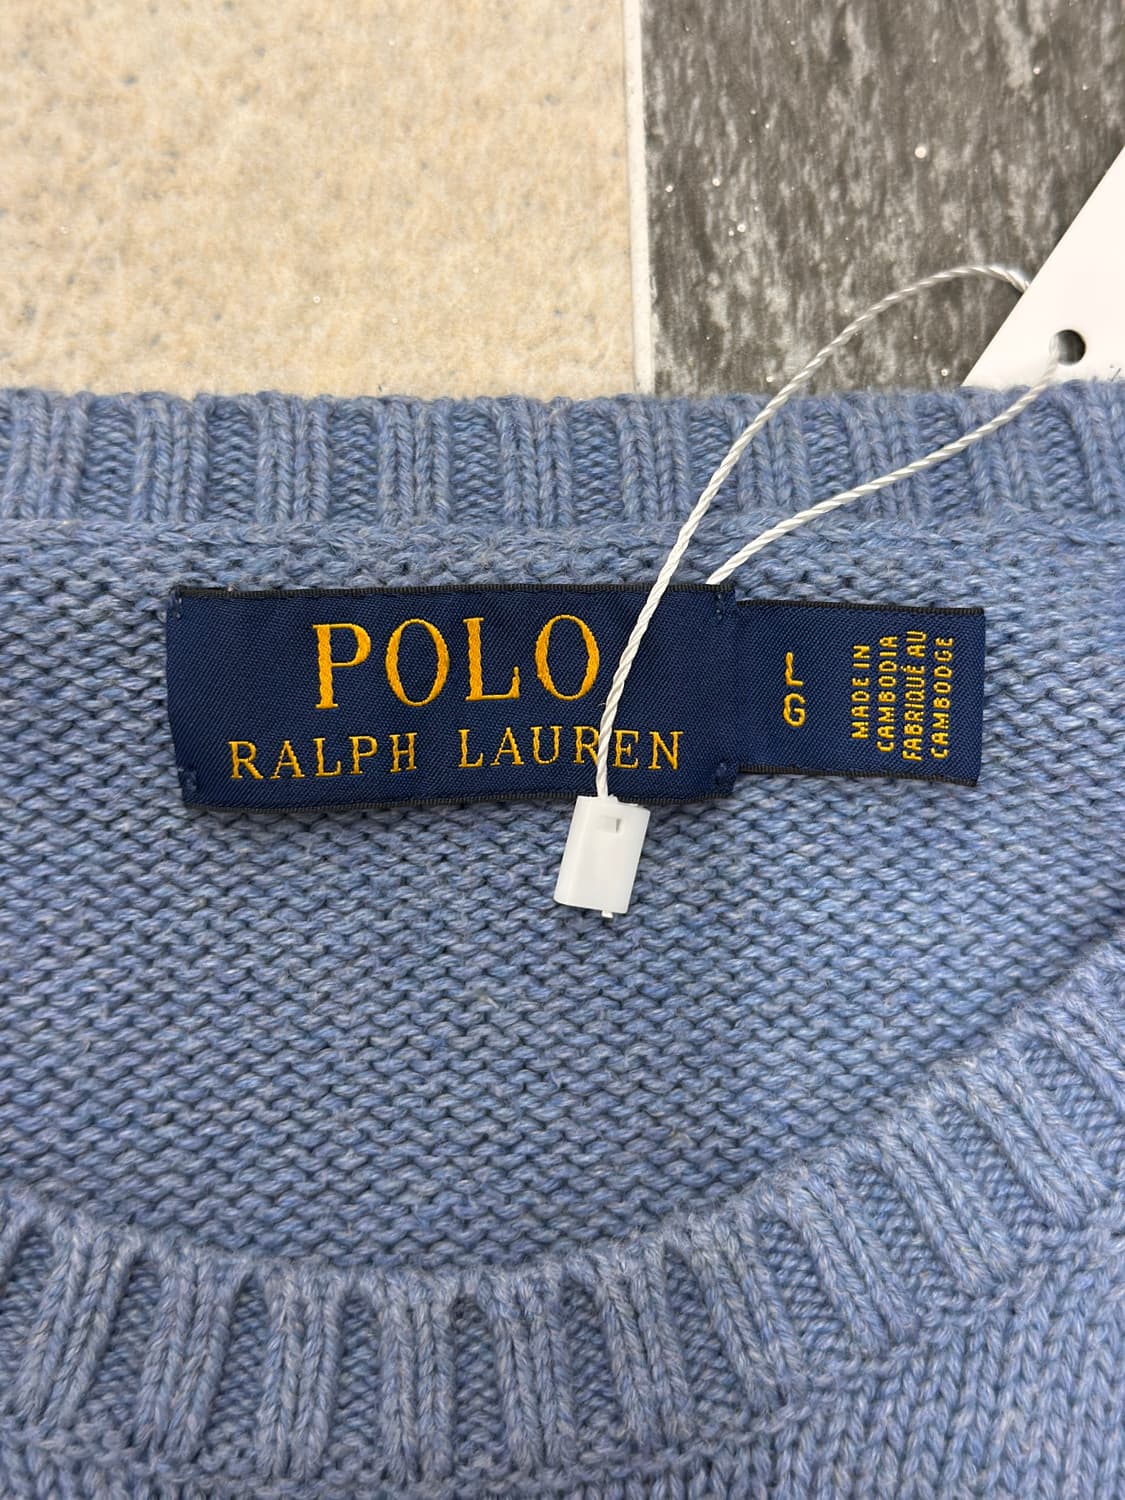 POLO
RALPH LAUREN
L
G
MADE IN
CAMBODIA
FABRIQUÉ AU
CAMBODGE